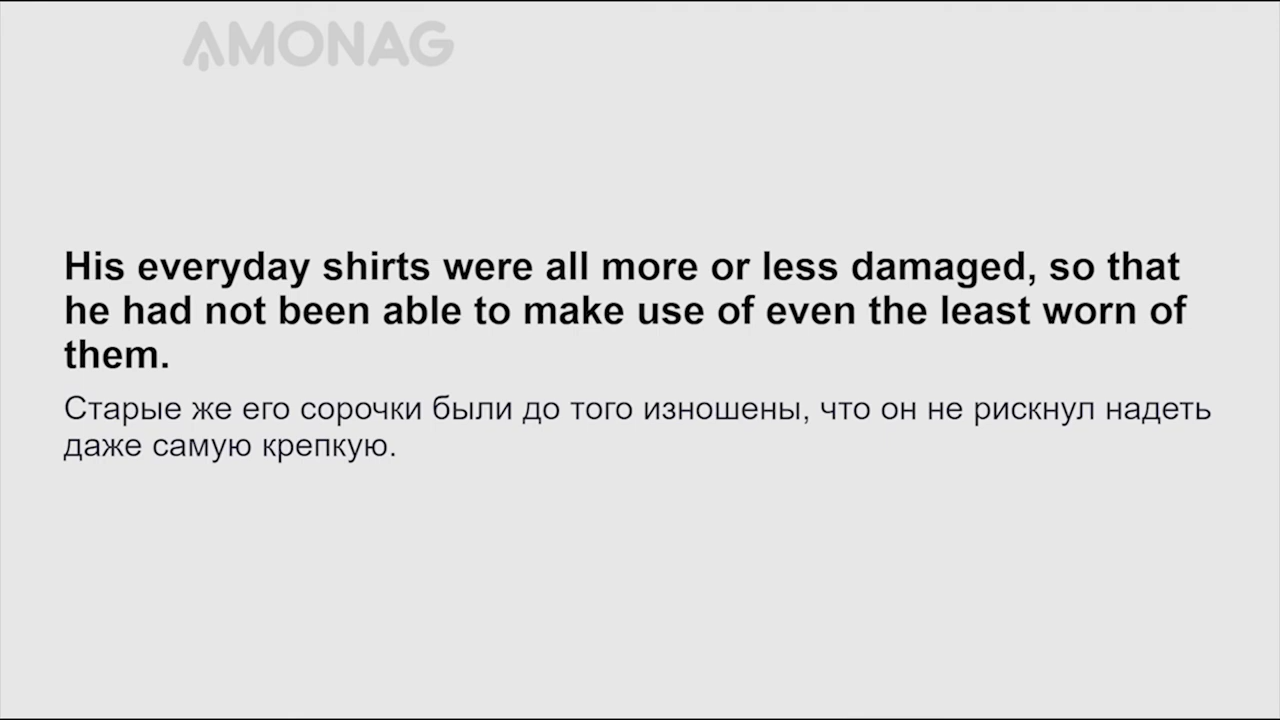 AMONAG
His everyday shirts were all more or less damaged, so that
he had not been able to make use of even the least worn of
them.
Старые же его сорочки были до того изношены, что он не рискнул надеть
даже самую крепкую.